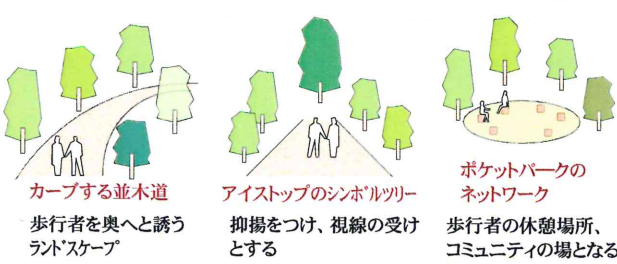 カーブする並木道
歩行者を奥へと誘う
ランドスケープ
アイストップのシンボルツリー
抑揚をつけ、視線の受け
とする
ポケットパークの
ネットワーク
歩行者の休憩場所、
コミュニティの場となる